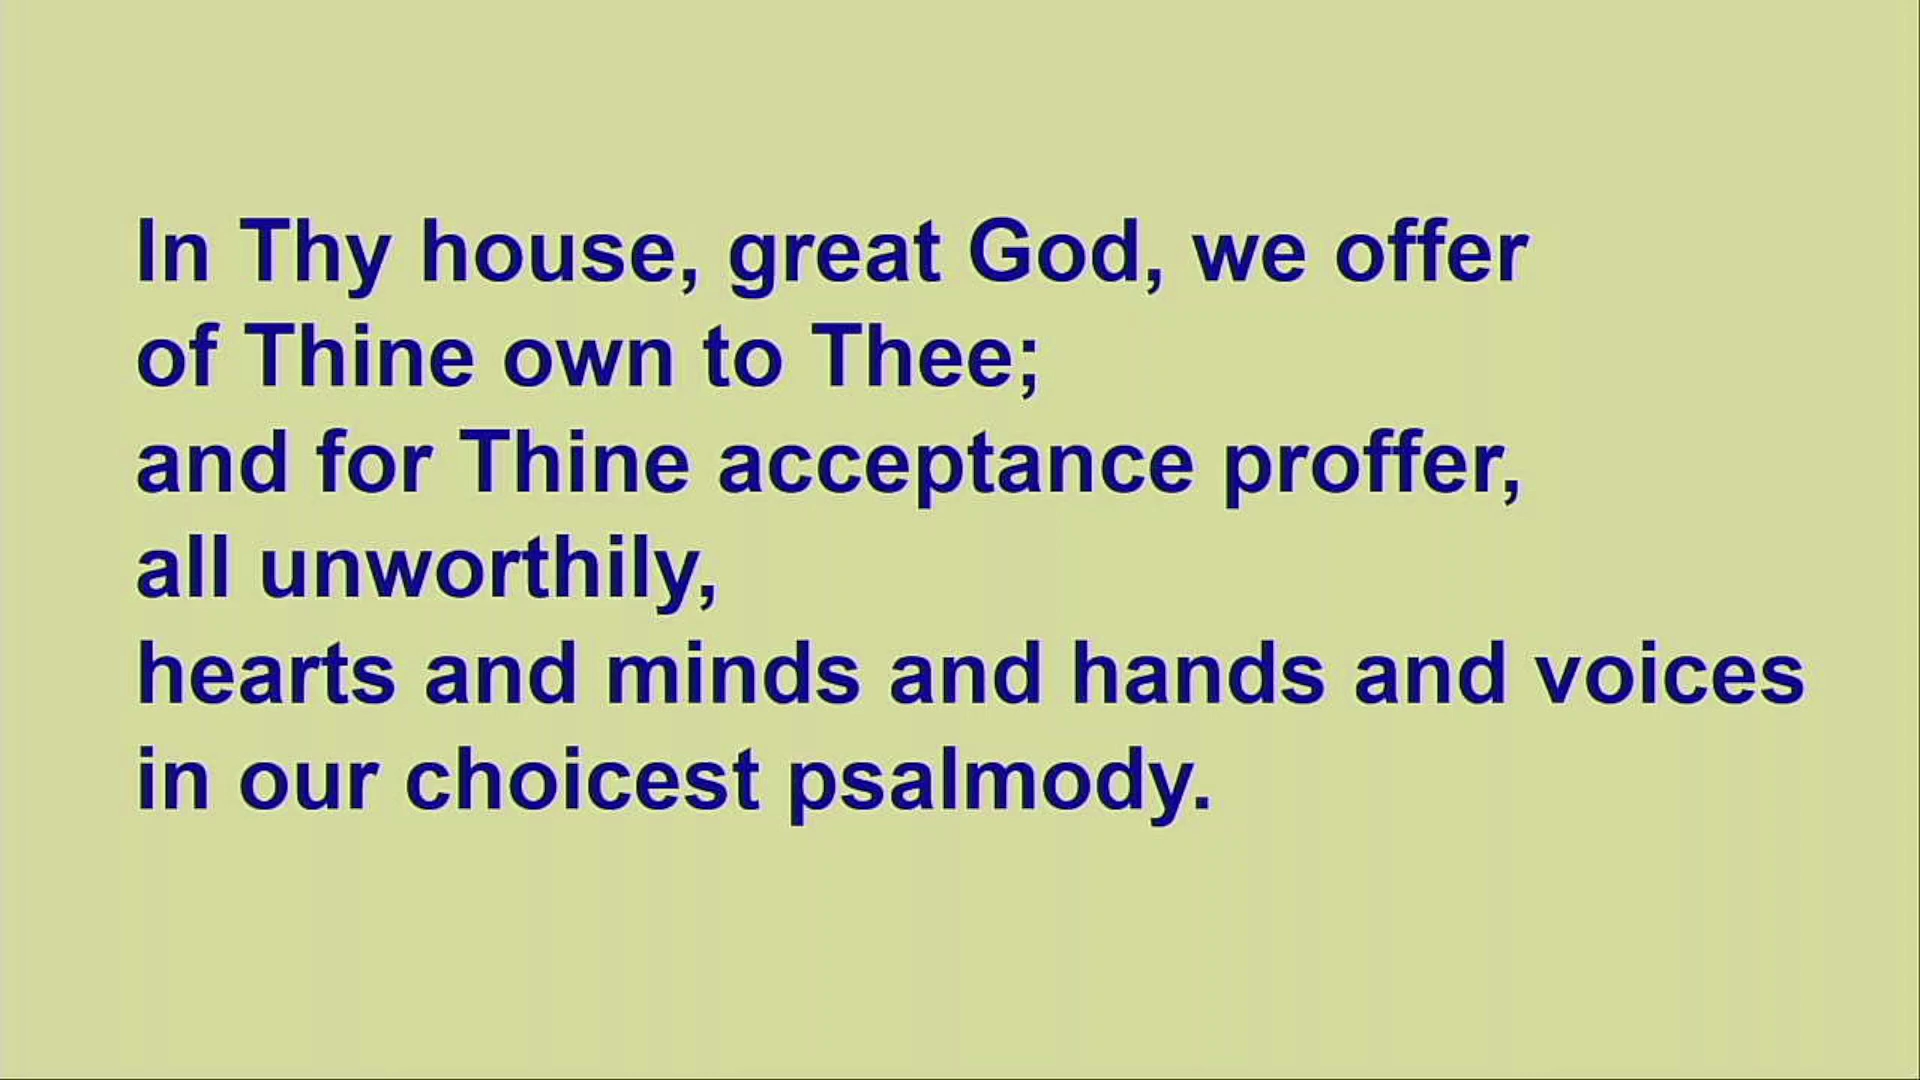 In Thy house, great God, we offer
of Thine own to Thee;
and for Thine acceptance proffer,
all unworthily,
hearts and minds and hands and voices
in our choicest psalmody.